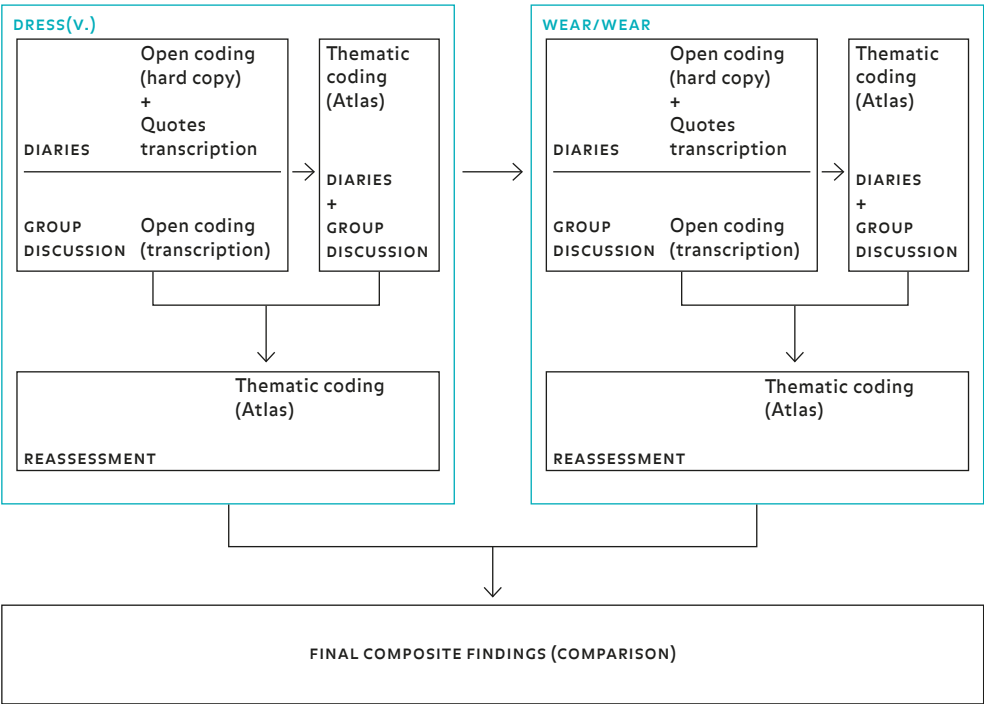 DRESS(V.)
Open coding
(hard copy)
+
Quotes
DIARIES transcription
GROUP Open coding
DISCUSSION (transcription)
Thematic
coding
(Atlas)
DIARIES
+
GROUP
DISCUSSION
Thematic coding
(Atlas)
REASSESSMENT
WEAR/WEAR
Open coding
(hard copy)
+
Quotes
DIARIES transcription
GROUP Open coding
DISCUSSION (transcription)
Thematic
coding
(Atlas)
DIARIES
+
GROUP
DISCUSSION
Thematic coding
(Atlas)
REASSESSMENT
FINAL COMPOSITE FINDINGS (COMPARISON)